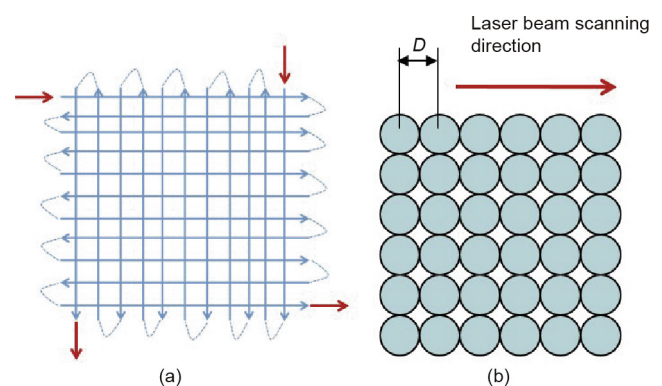 Laser beam scanning
direction
D
(a)
(b)